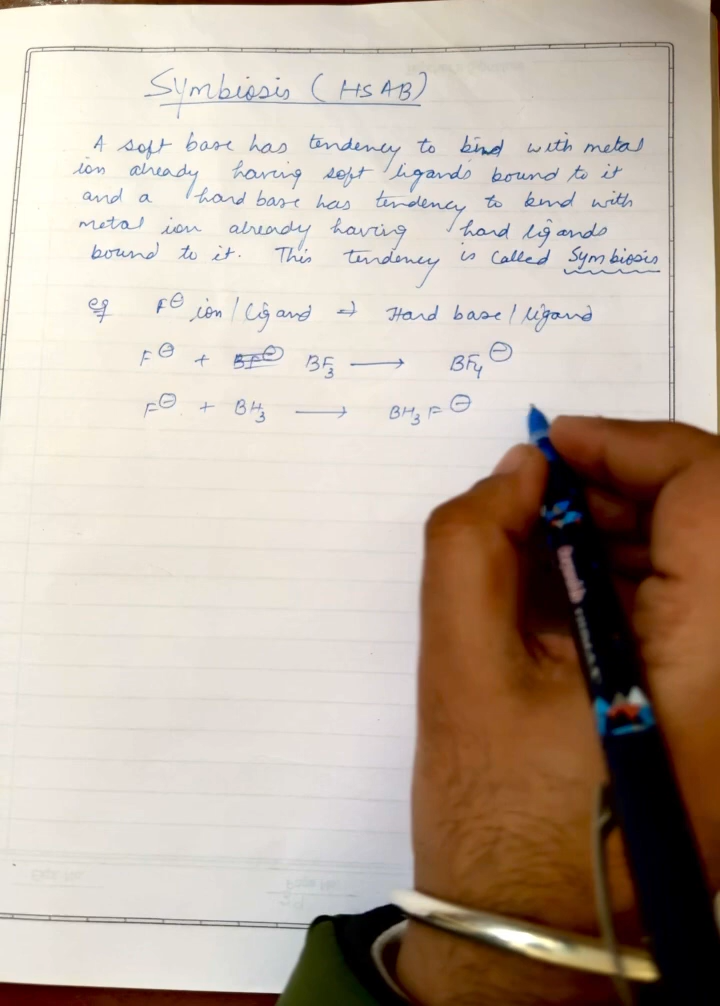 Symbiosis (HSAB)
A soft base has tendency to bind with metal
ion already having soft ligands bound to it
and a hard base has tendency to bind with
metal ion already having hard ligands
bound to it. This tendency is called Symbiosis
eg F⊖ ion/ligand ⇒ Hard base/ligand
F⊖ + BF₃ ⟶ BF₄⊖
F⊖ + BH₃ ⟶ BH₃F⊖